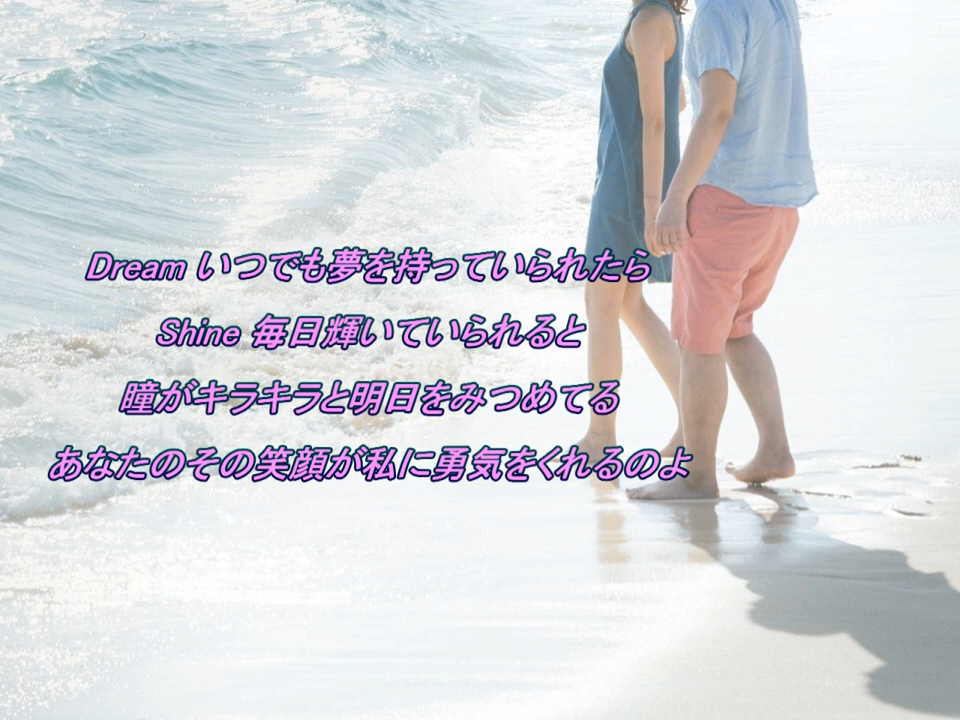 Dream いつでも夢を持っていられたら
Shine 毎日輝いていられると
瞳がキラキラと明日をみつめてる
あなたのその笑顔が私に勇気をくれるのよ